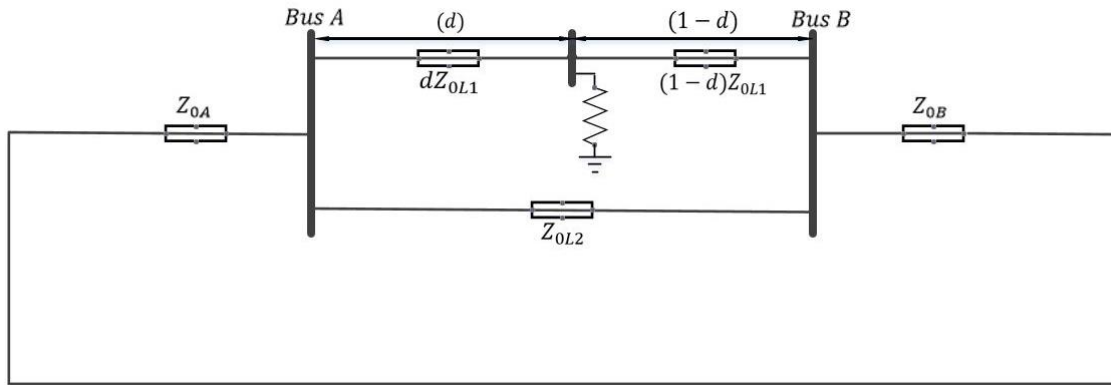 Bus A
(d)
(1 − d)
Bus B
dZ0L1
(1 − d)Z0L1
Z0A
Z0B
Z0L2